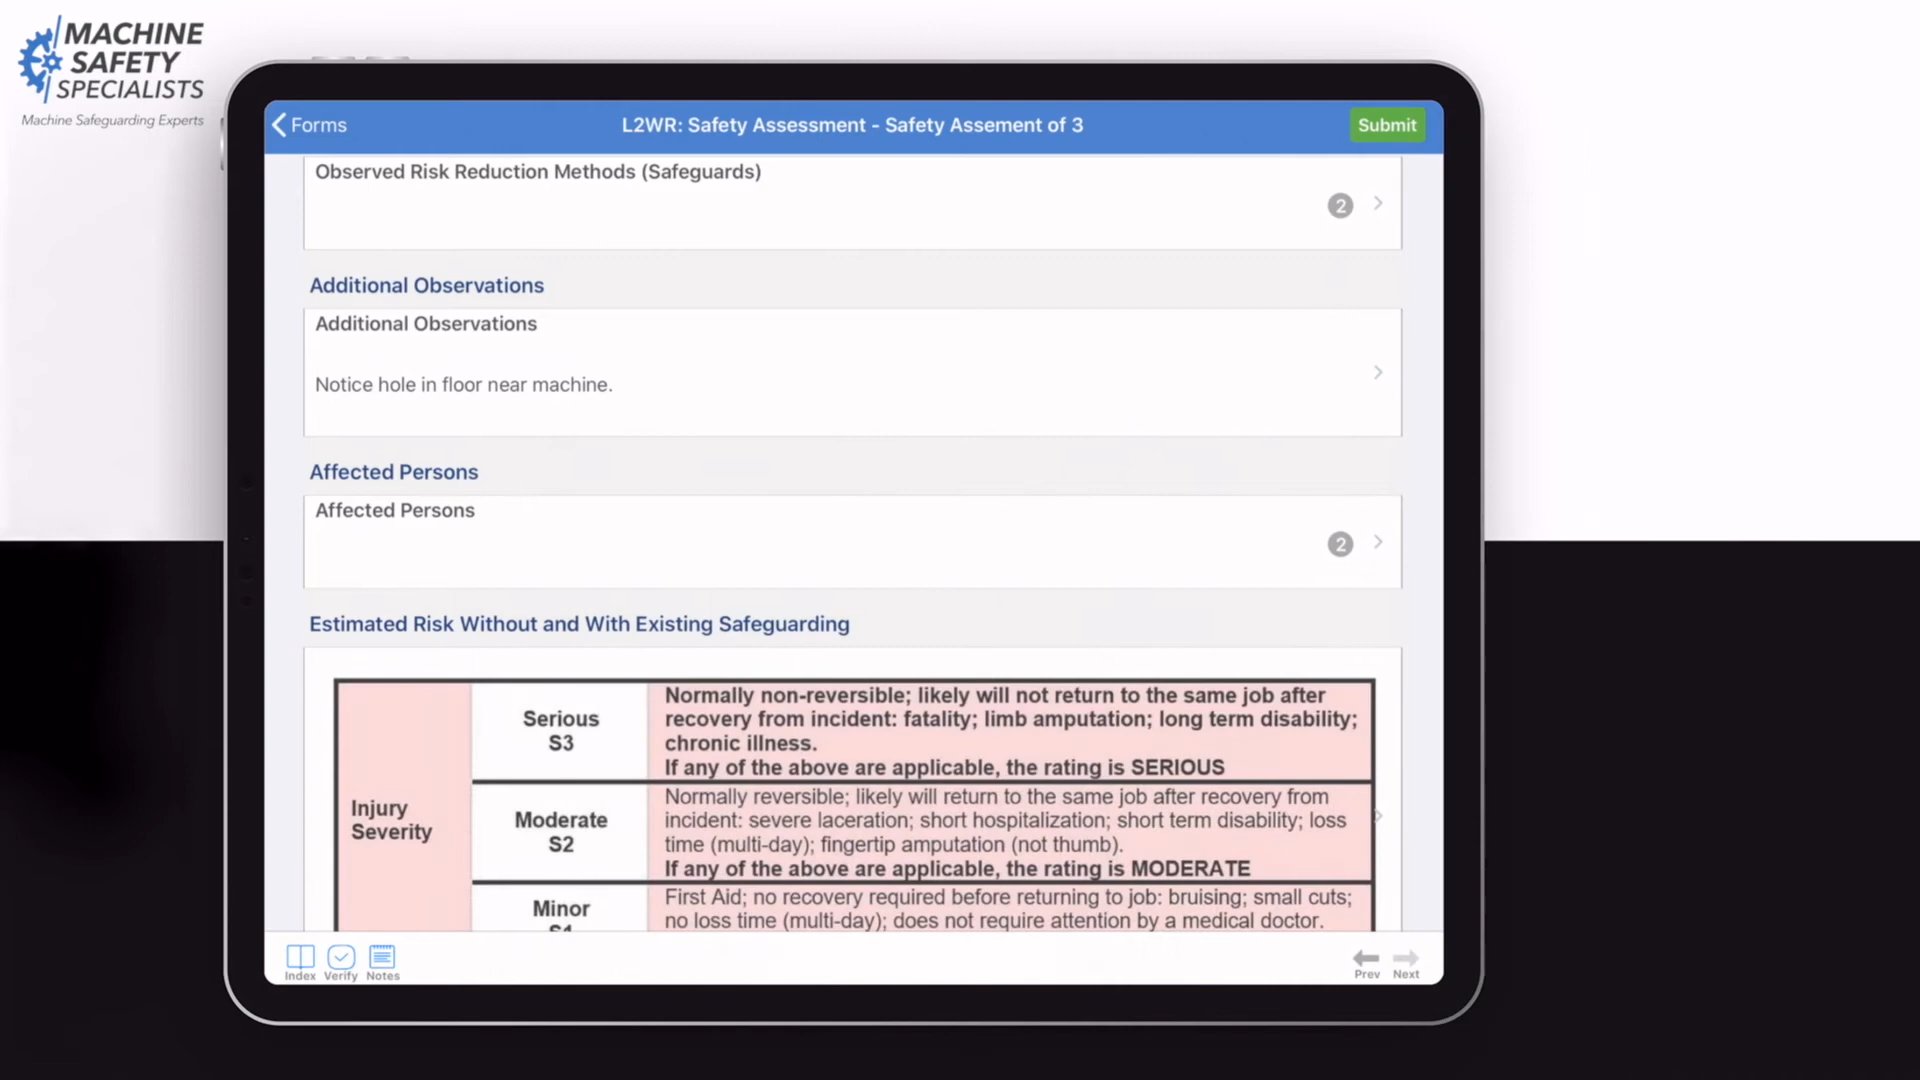 MACHINE
SAFETY
SPECIALISTS
Machine Safeguarding Experts
Forms
L2WR: Safety Assessment - Safety Assement of 3
Submit
Observed Risk Reduction Methods (Safeguards)
2
Additional Observations
Additional Observations
Notice hole in floor near machine.
Affected Persons
Affected Persons
2
Estimated Risk Without and With Existing Safeguarding
Injury
Severity
Serious
S3
Normally non-reversible; likely will not return to the same job after
recovery from incident: fatality; limb amputation; long term disability;
chronic illness.
If any of the above are applicable, the rating is SERIOUS
Moderate
S2
Normally reversible; likely will return to the same job after recovery from
incident: severe laceration; short hospitalization; short term disability; loss
time (multi-day); fingertip amputation (not thumb).
If any of the above are applicable, the rating is MODERATE
Minor
S1
First Aid; no recovery required before returning to job: bruising; small cuts;
no loss time (multi-day); does not require attention by a medical doctor.
Index
Verify
Notes
Prev
Next